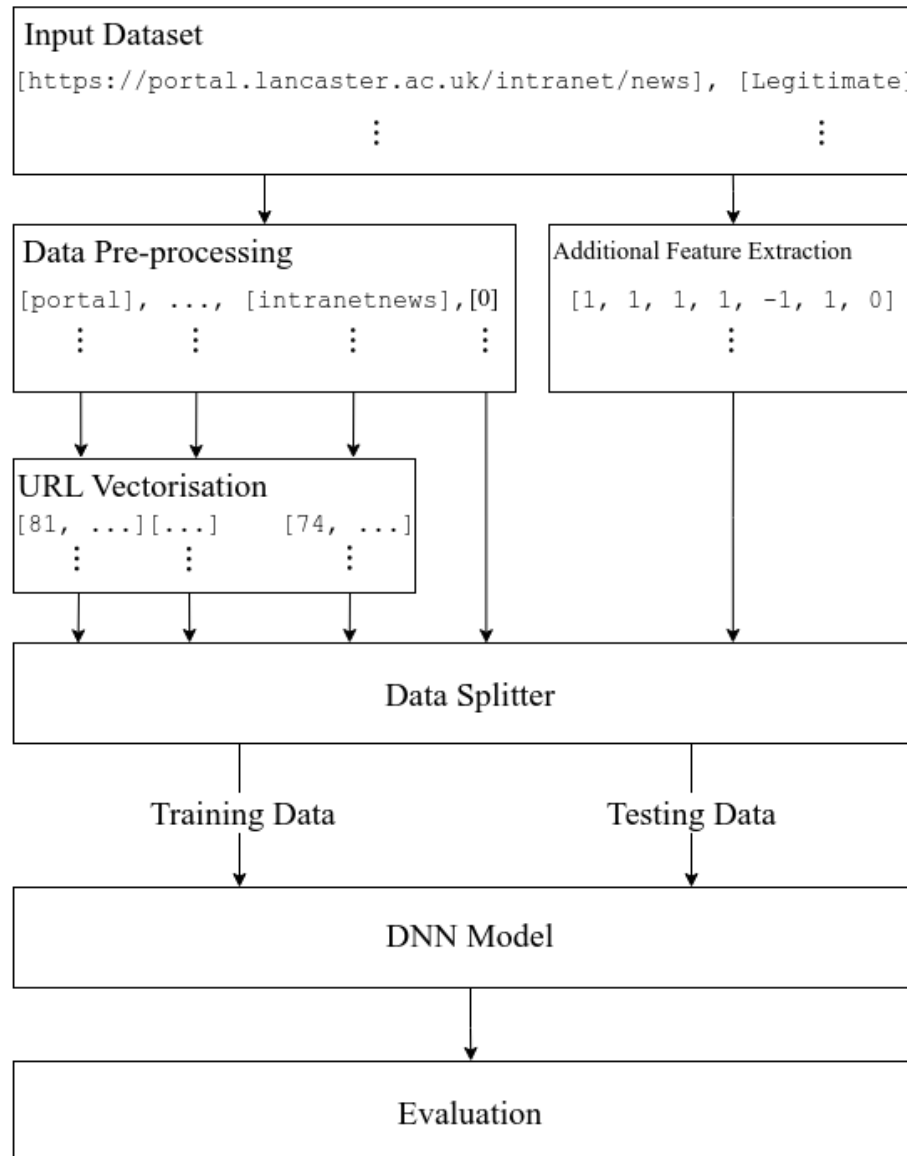 Input Dataset
[https://portal.lancaster.ac.uk/intranet/news], [Legitimate]
⋮ ⋮
Data Pre-processing
[portal], ..., [intranetnews],[0]
⋮ ⋮ ⋮ ⋮
Additional Feature Extraction
[1, 1, 1, 1, -1, 1, 0]
⋮
URL Vectorisation
[81, ...][...] [74, ...]
⋮ ⋮ ⋮
Data Splitter
Training Data
Testing Data
DNN Model
Evaluation